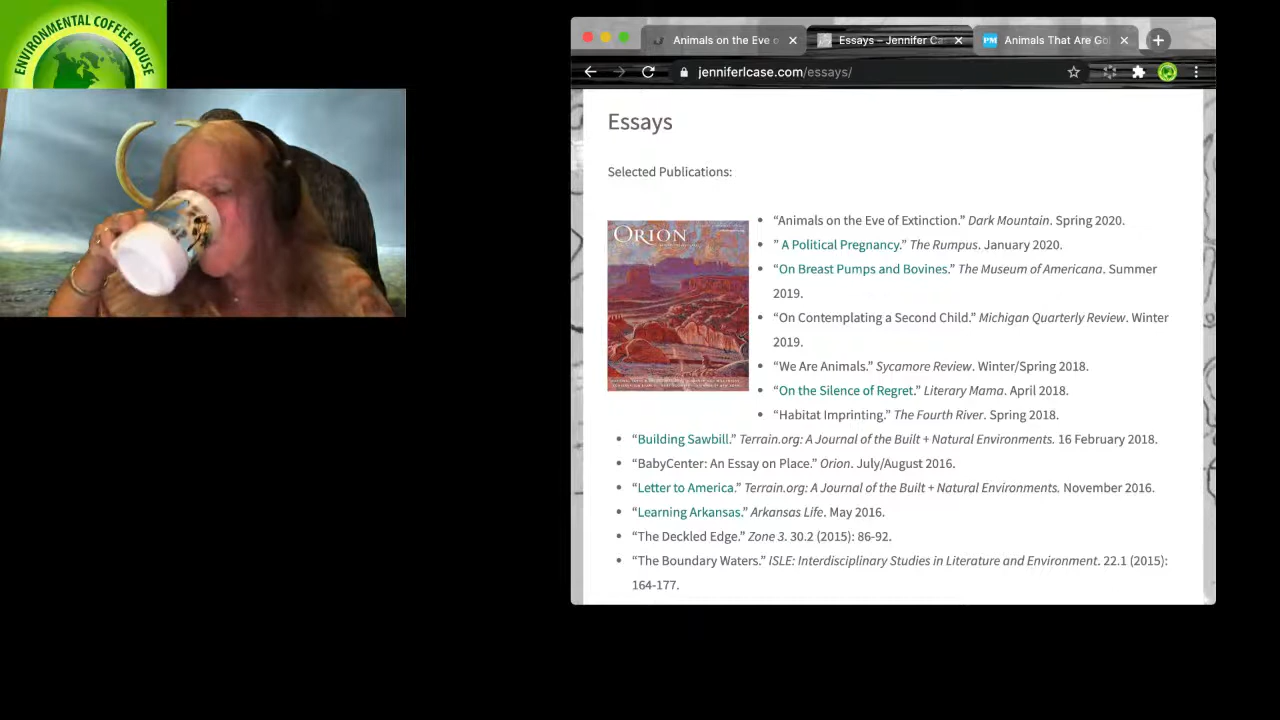 ENVIRONMENTAL COFFEE HOUSE
Animals on the Eve o
Essays – Jennifer Ca
PM
Animals That Are Go
jenniferlcase.com/essays/
Essays
Selected Publications:
ORION
“Animals on the Eve of Extinction.” Dark Mountain. Spring 2020.
” A Political Pregnancy.” The Rumpus. January 2020.
“On Breast Pumps and Bovines.” The Museum of Americana. Summer
2019.
“On Contemplating a Second Child.” Michigan Quarterly Review. Winter
2019.
“We Are Animals.” Sycamore Review. Winter/Spring 2018.
“On the Silence of Regret.” Literary Mama. April 2018.
“Habitat Imprinting.” The Fourth River. Spring 2018.
“Building Sawbill.” Terrain.org: A Journal of the Built + Natural Environments. 16 February 2018.
“BabyCenter: An Essay on Place.” Orion. July/August 2016.
“Letter to America.” Terrain.org: A Journal of the Built + Natural Environments. November 2016.
“Learning Arkansas.” Arkansas Life. May 2016.
“The Deckled Edge.” Zone 3. 30.2 (2015): 86-92.
“The Boundary Waters.” ISLE: Interdisciplinary Studies in Literature and Environment. 22.1 (2015):
164-177.